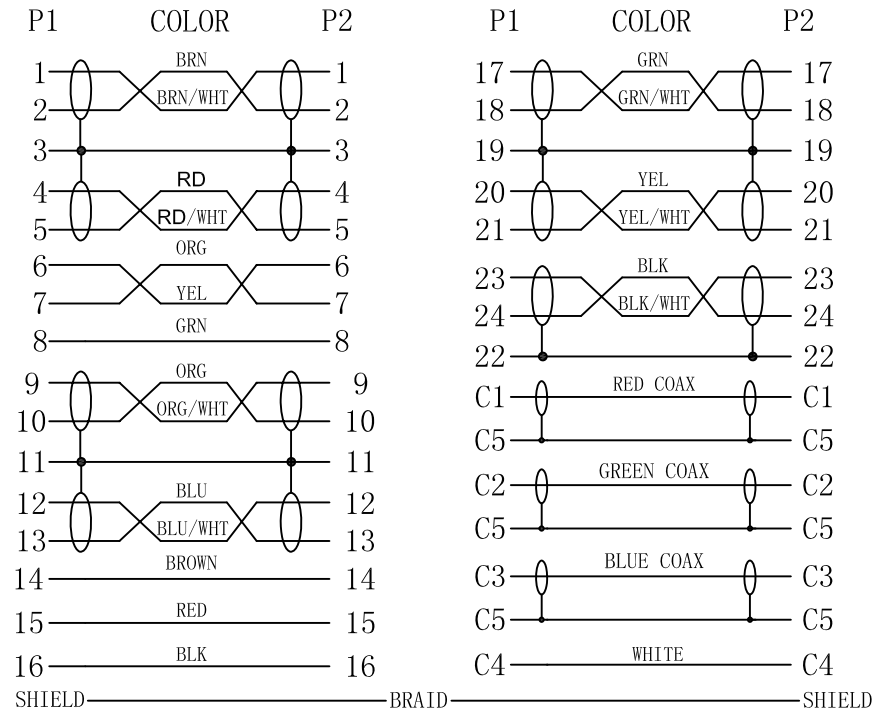 P1 COLOR P2
BRN
1 1
BRN/WHT
2 2
3 3
RD
4 4
RD/WHT
5 5
ORG
6 6
YEL
7 7
GRN
8 8
ORG
9 9
ORG/WHT
10 10
11 11
BLU
12 12
BLU/WHT
13 13
BROWN
14 14
RED
15 15
BLK
16 16
P1 COLOR P2
GRN
17 17
GRN/WHT
18 18
19 19
YEL
20 20
YEL/WHT
21 21
BLK
23 23
BLK/WHT
24 24
22 22
RED COAX
C1 C1
C5 C5
GREEN COAX
C2 C2
C5 C5
BLUE COAX
C3 C3
C5 C5
WHITE
C4 C4
SHIELD BRAID SHIELD